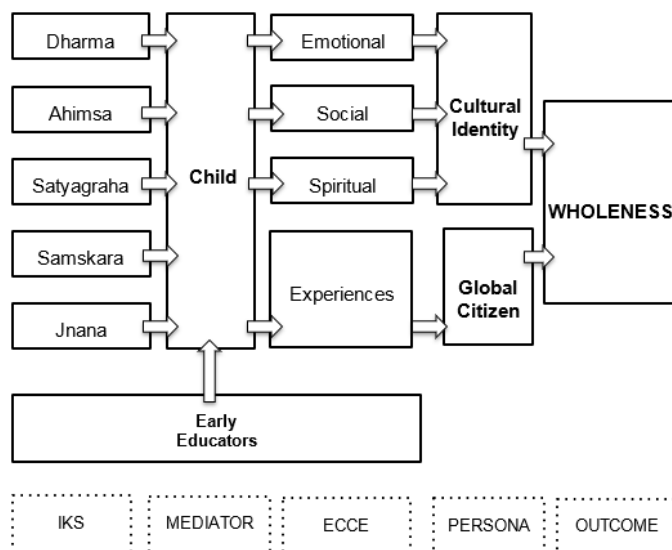 Dharma
Ahimsa
Satyagraha
Samskara
Jnana
Child
Emotional
Social
Spiritual
Experiences
Cultural
Identity
Global
Citizen
WHOLENESS
Early
Educators
IKS
MEDIATOR
ECCE
PERSONA
OUTCOME